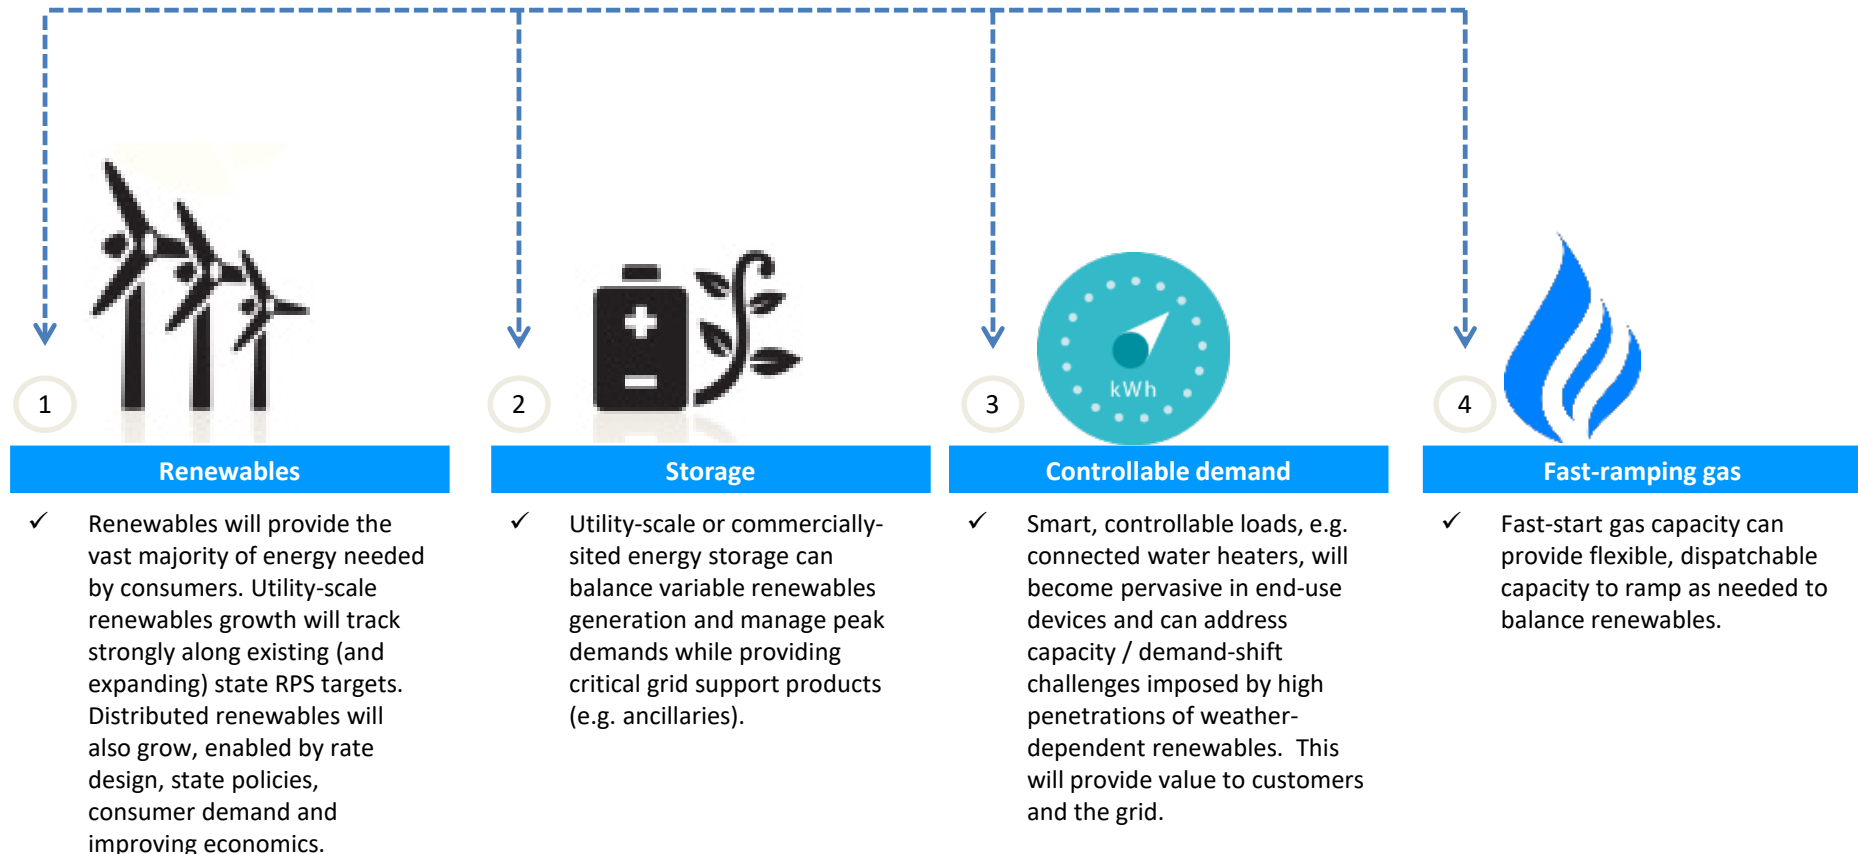 kWh
1
Renewables
✓ Renewables will provide the
vast majority of energy needed
by consumers. Utility-scale
renewables growth will track
strongly along existing (and
expanding) state RPS targets.
Distributed renewables will
also grow, enabled by rate
design, state policies,
consumer demand and
improving economics.
2
Storage
✓ Utility-scale or commercially-
sited energy storage can
balance variable renewables
generation and manage peak
demands while providing
critical grid support products
(e.g. ancillaries).
3
Controllable demand
✓ Smart, controllable loads, e.g.
connected water heaters, will
become pervasive in end-use
devices and can address
capacity / demand-shift
challenges imposed by high
penetrations of weather-
dependent renewables.  This
will provide value to customers
and the grid.
4
Fast-ramping gas
✓ Fast-start gas capacity can
provide flexible, dispatchable
capacity to ramp as needed to
balance renewables.